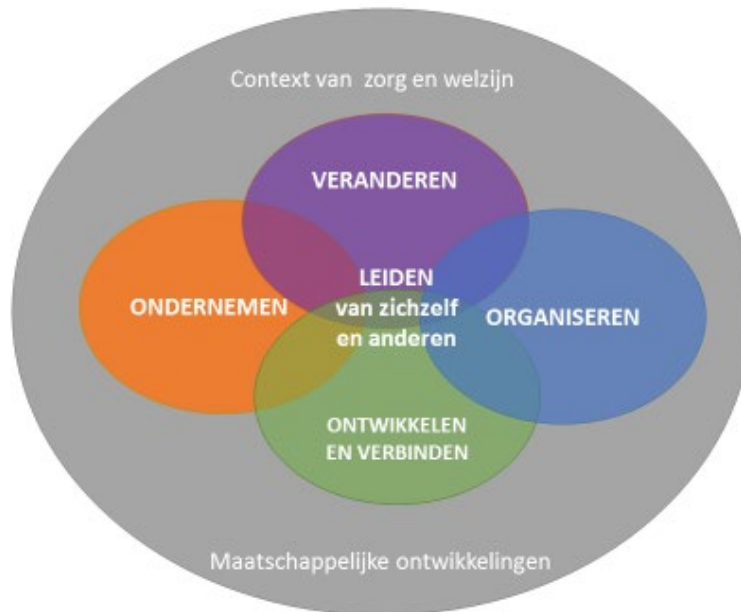 Context van zorg en welzijn
VERANDEREN
LEIDEN
van zichzelf
en anderen
ONDERNEMEN
ORGANISEREN
ONTWIKKELEN
EN VERBINDEN
Maatschappelijke ontwikkelingen